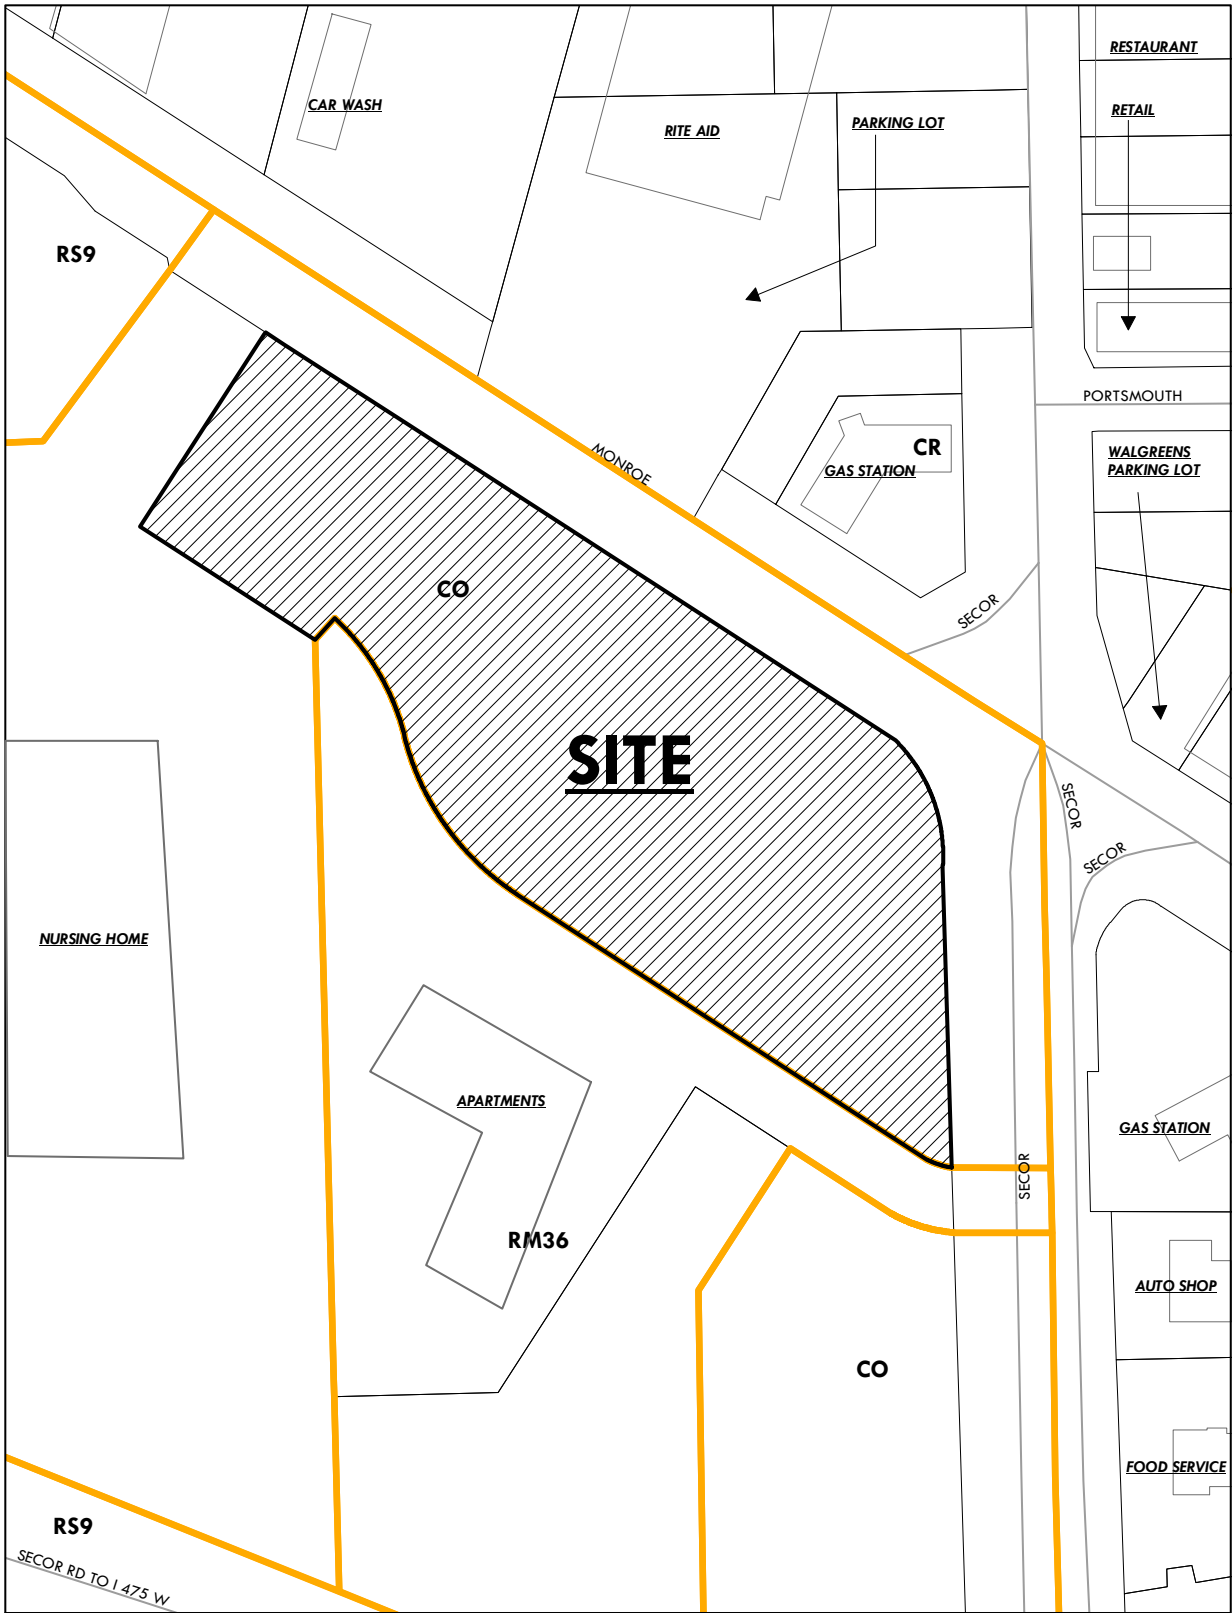 RESTAURANT
CAR WASH
RITE AID
PARKING LOT
RETAIL
RS9
PORTSMOUTH
MONROE
CR
GAS STATION
WALGREENS
PARKING LOT
CO
SECOR
SITE
SECOR
SECOR
NURSING HOME
APARTMENTS
GAS STATION
SECOR
RM36
AUTO SHOP
CO
FOOD SERVICE
RS9
SECOR RD TO I 475 W